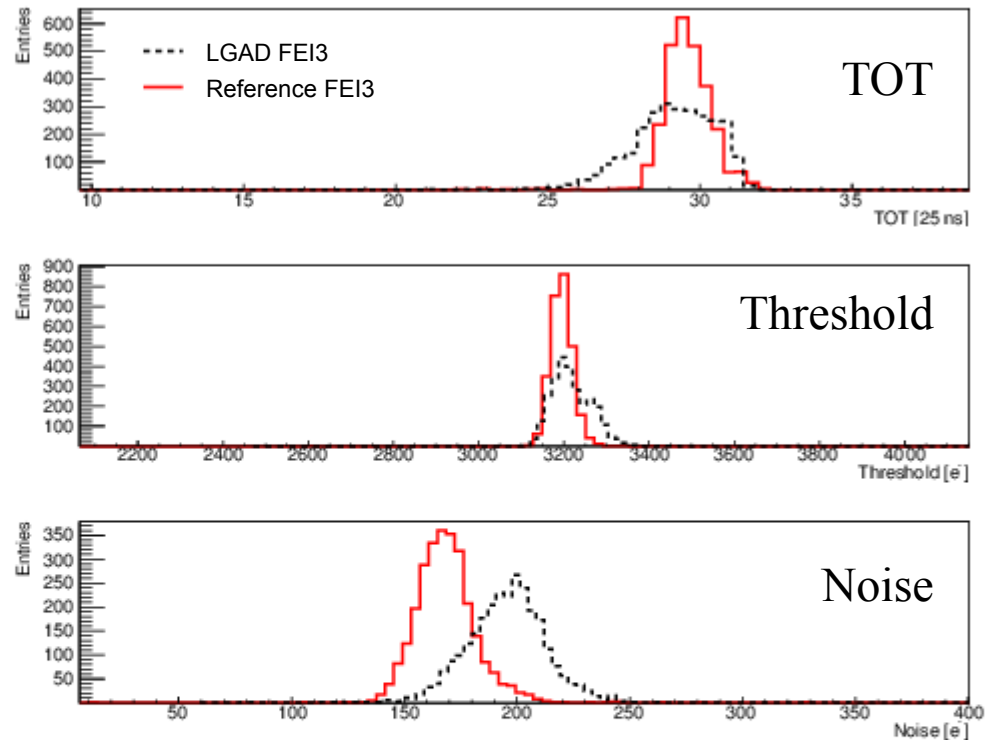 Entries
600
500
400
300
200
100
LGAD FEI3
Reference FEI3
TOT
10 15 20 25 30 35
TOT [25 ns]
Entries
900
800
700
600
500
400
300
200
100
Threshold
2200 2400 2600 2800 3000 3200 3400 3600 3800 4000
Threshold [e⁻]
Entries
350
300
250
200
150
100
50
Noise
50 100 150 200 250 300 350 400
Noise [e⁻]